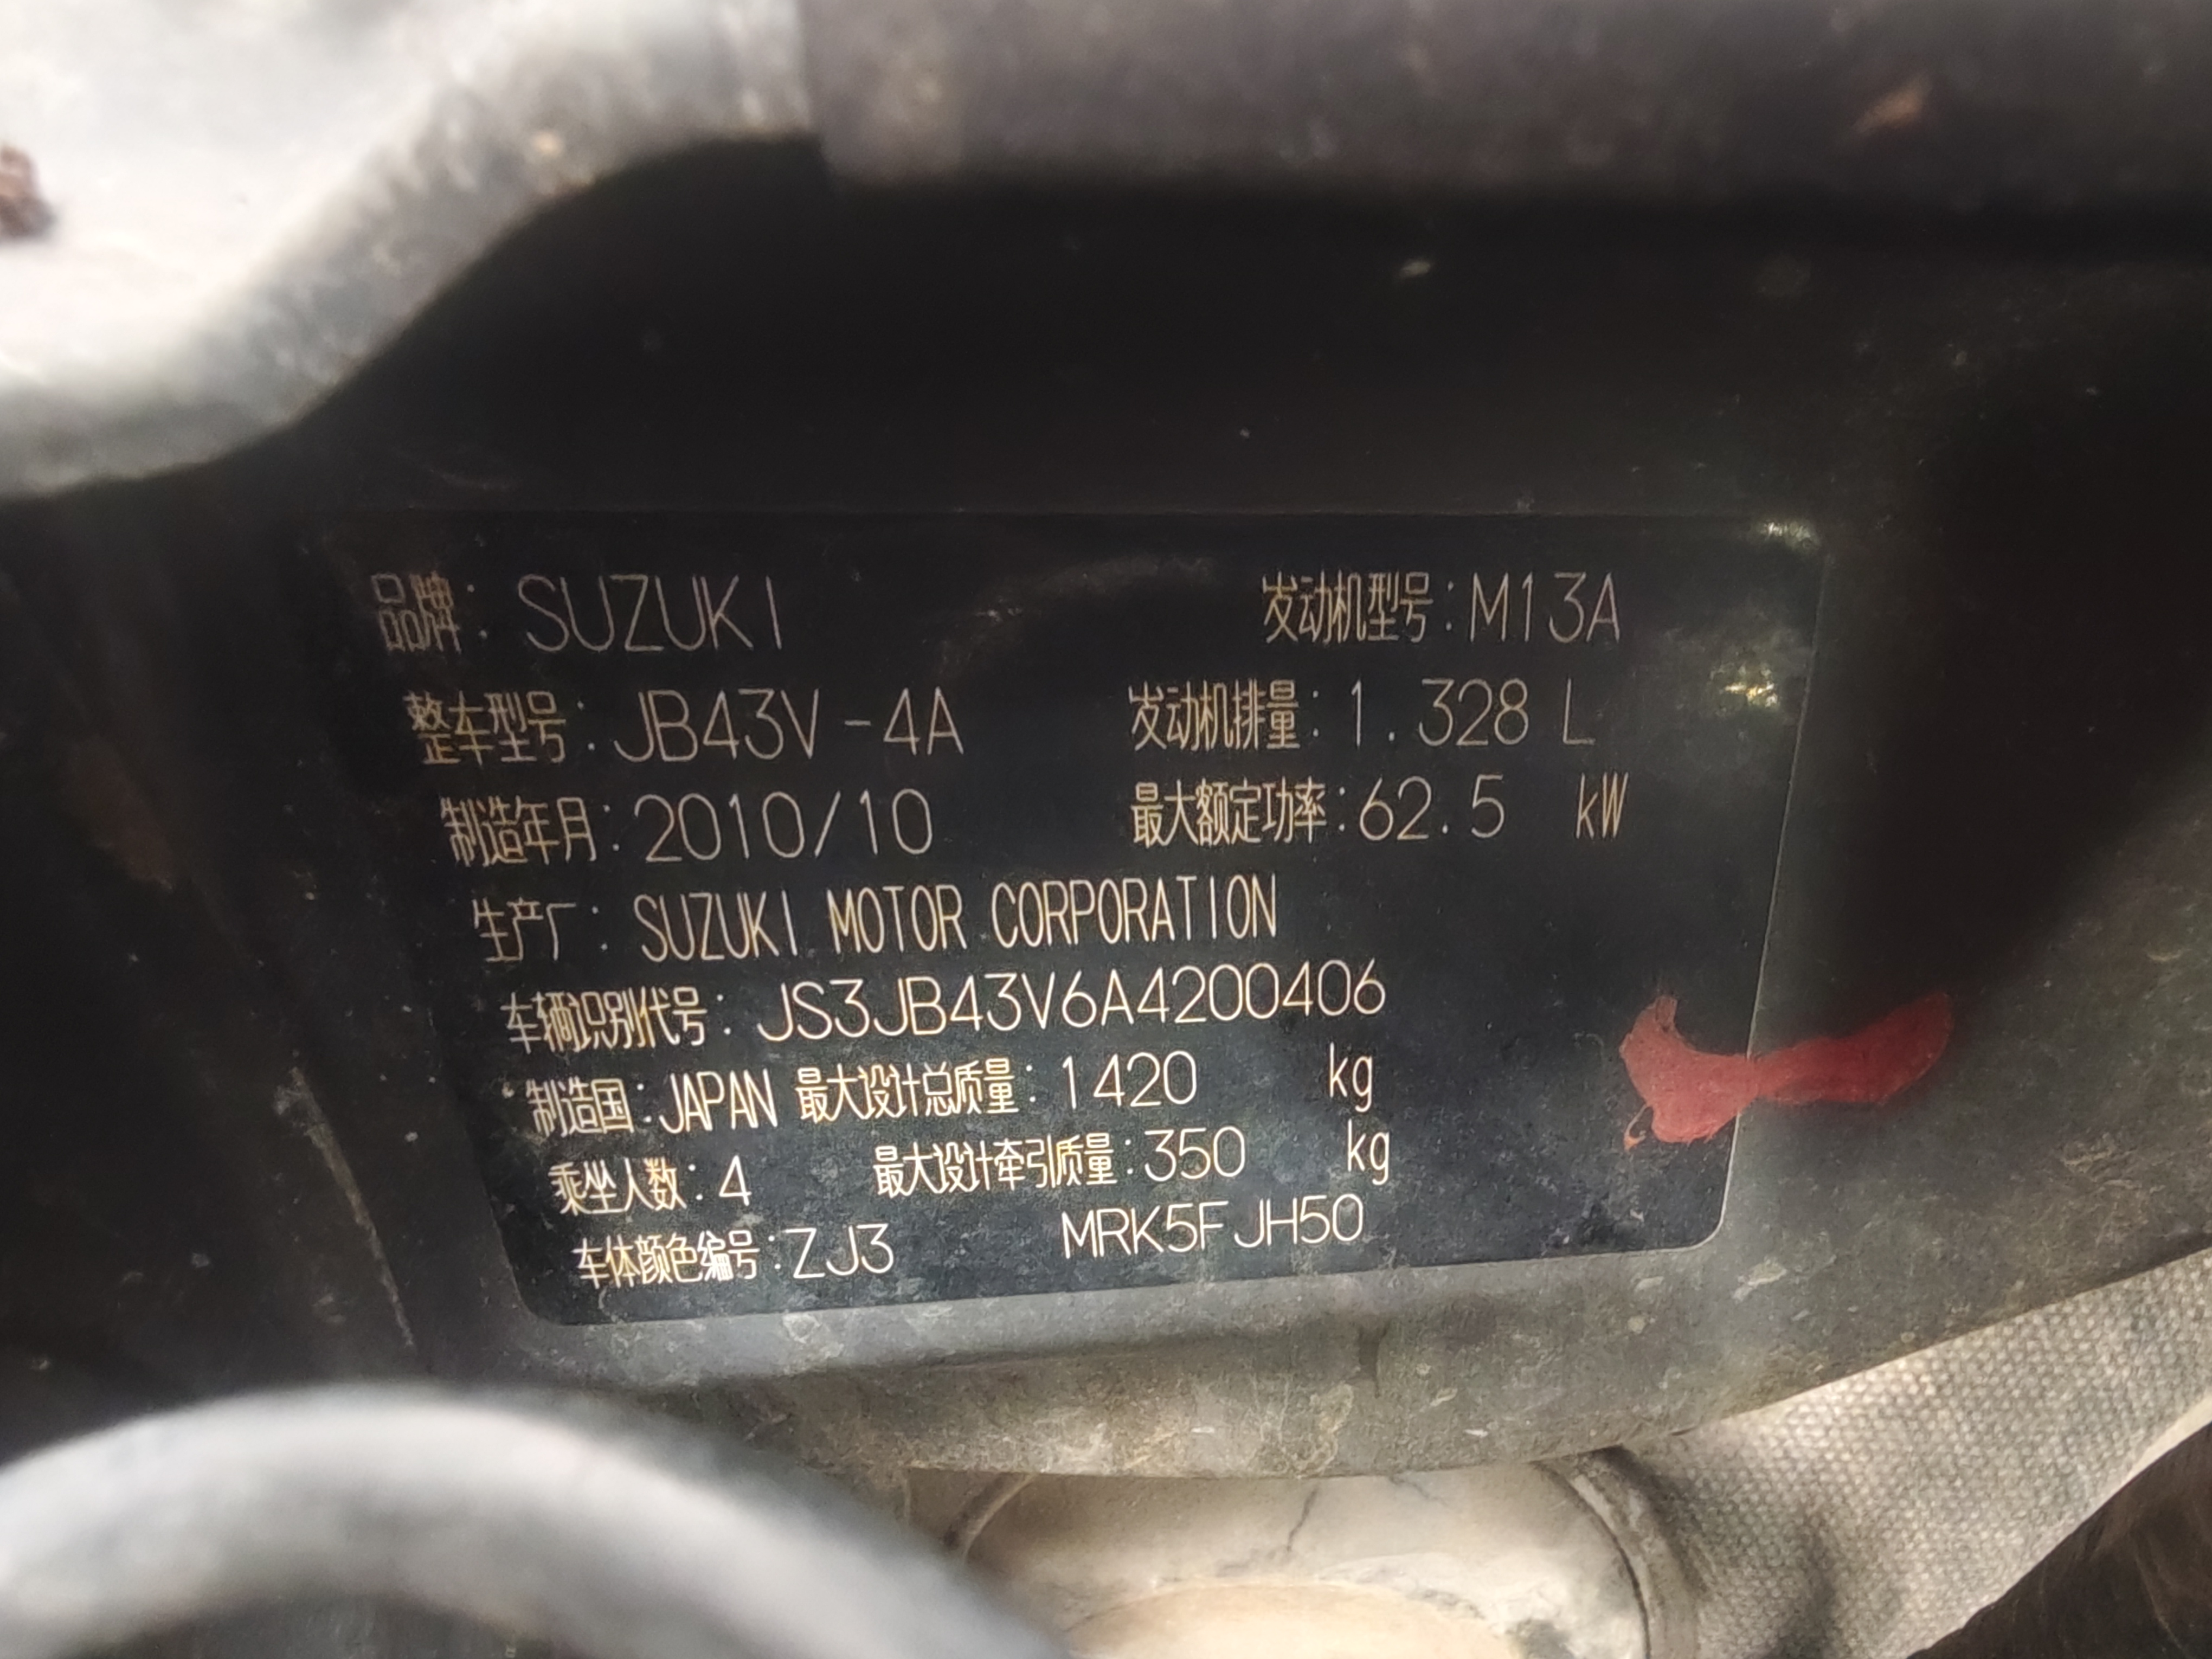 品牌: SUZUKI 发动机型号: M13A
整车型号: JB43V-4A 发动机排量: 1.328 L
制造年月: 2010/10 最大额定功率: 62.5 kW
生产厂: SUZUKI MOTOR CORPORATION
车辆识别代号: JS3JB43V6A4200406
制造国: JAPAN 最大设计总质量: 1420 kg
乘坐人数: 4 最大设计牵引质量: 350 kg
车体颜色编号: ZJ3 MRK5FJH50